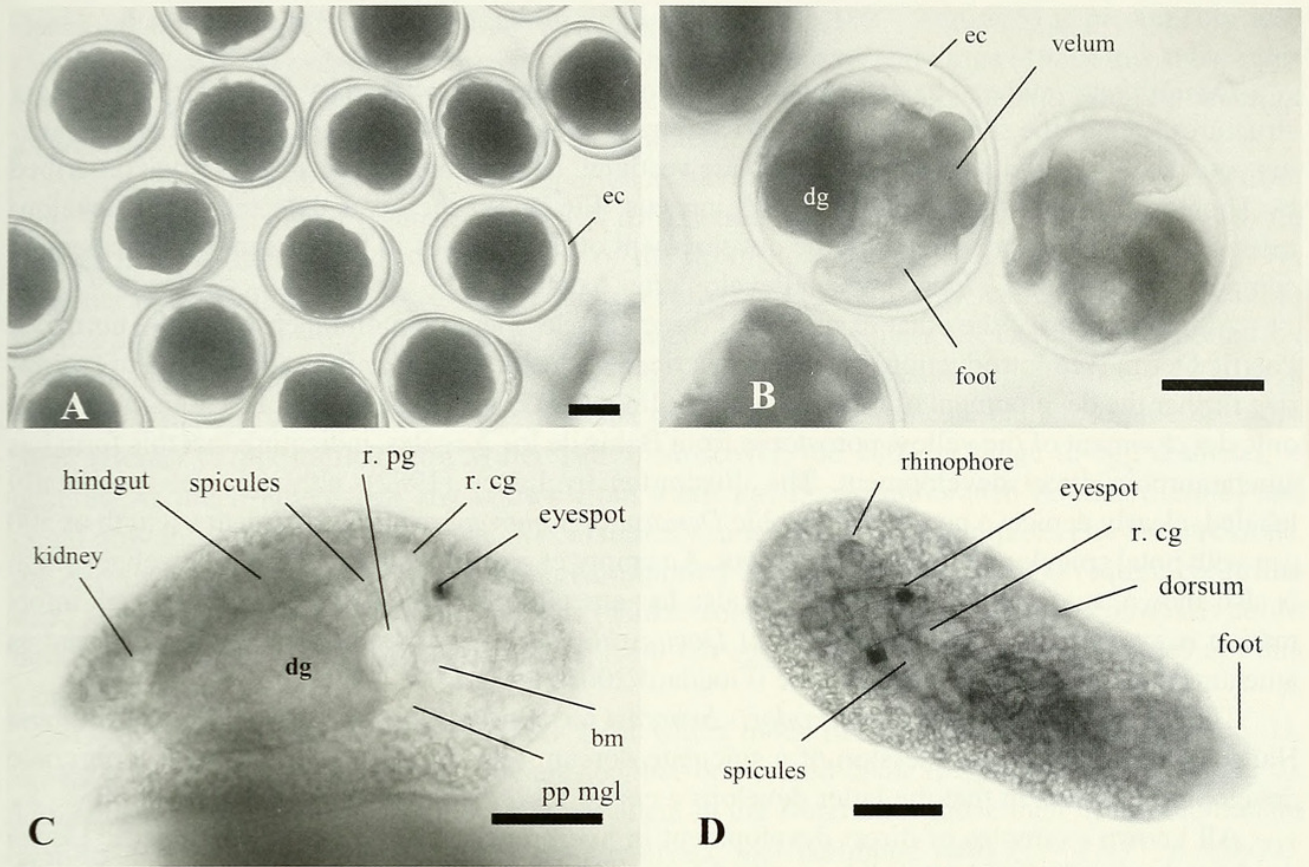 ec
A
ec
velum
dg
foot
B
r. pg
hindgut
spicules
r. cg
eyespot
kidney
dg
bm
pp mgl
C
rhinophore
eyespot
r. cg
dorsum
foot
spicules
D